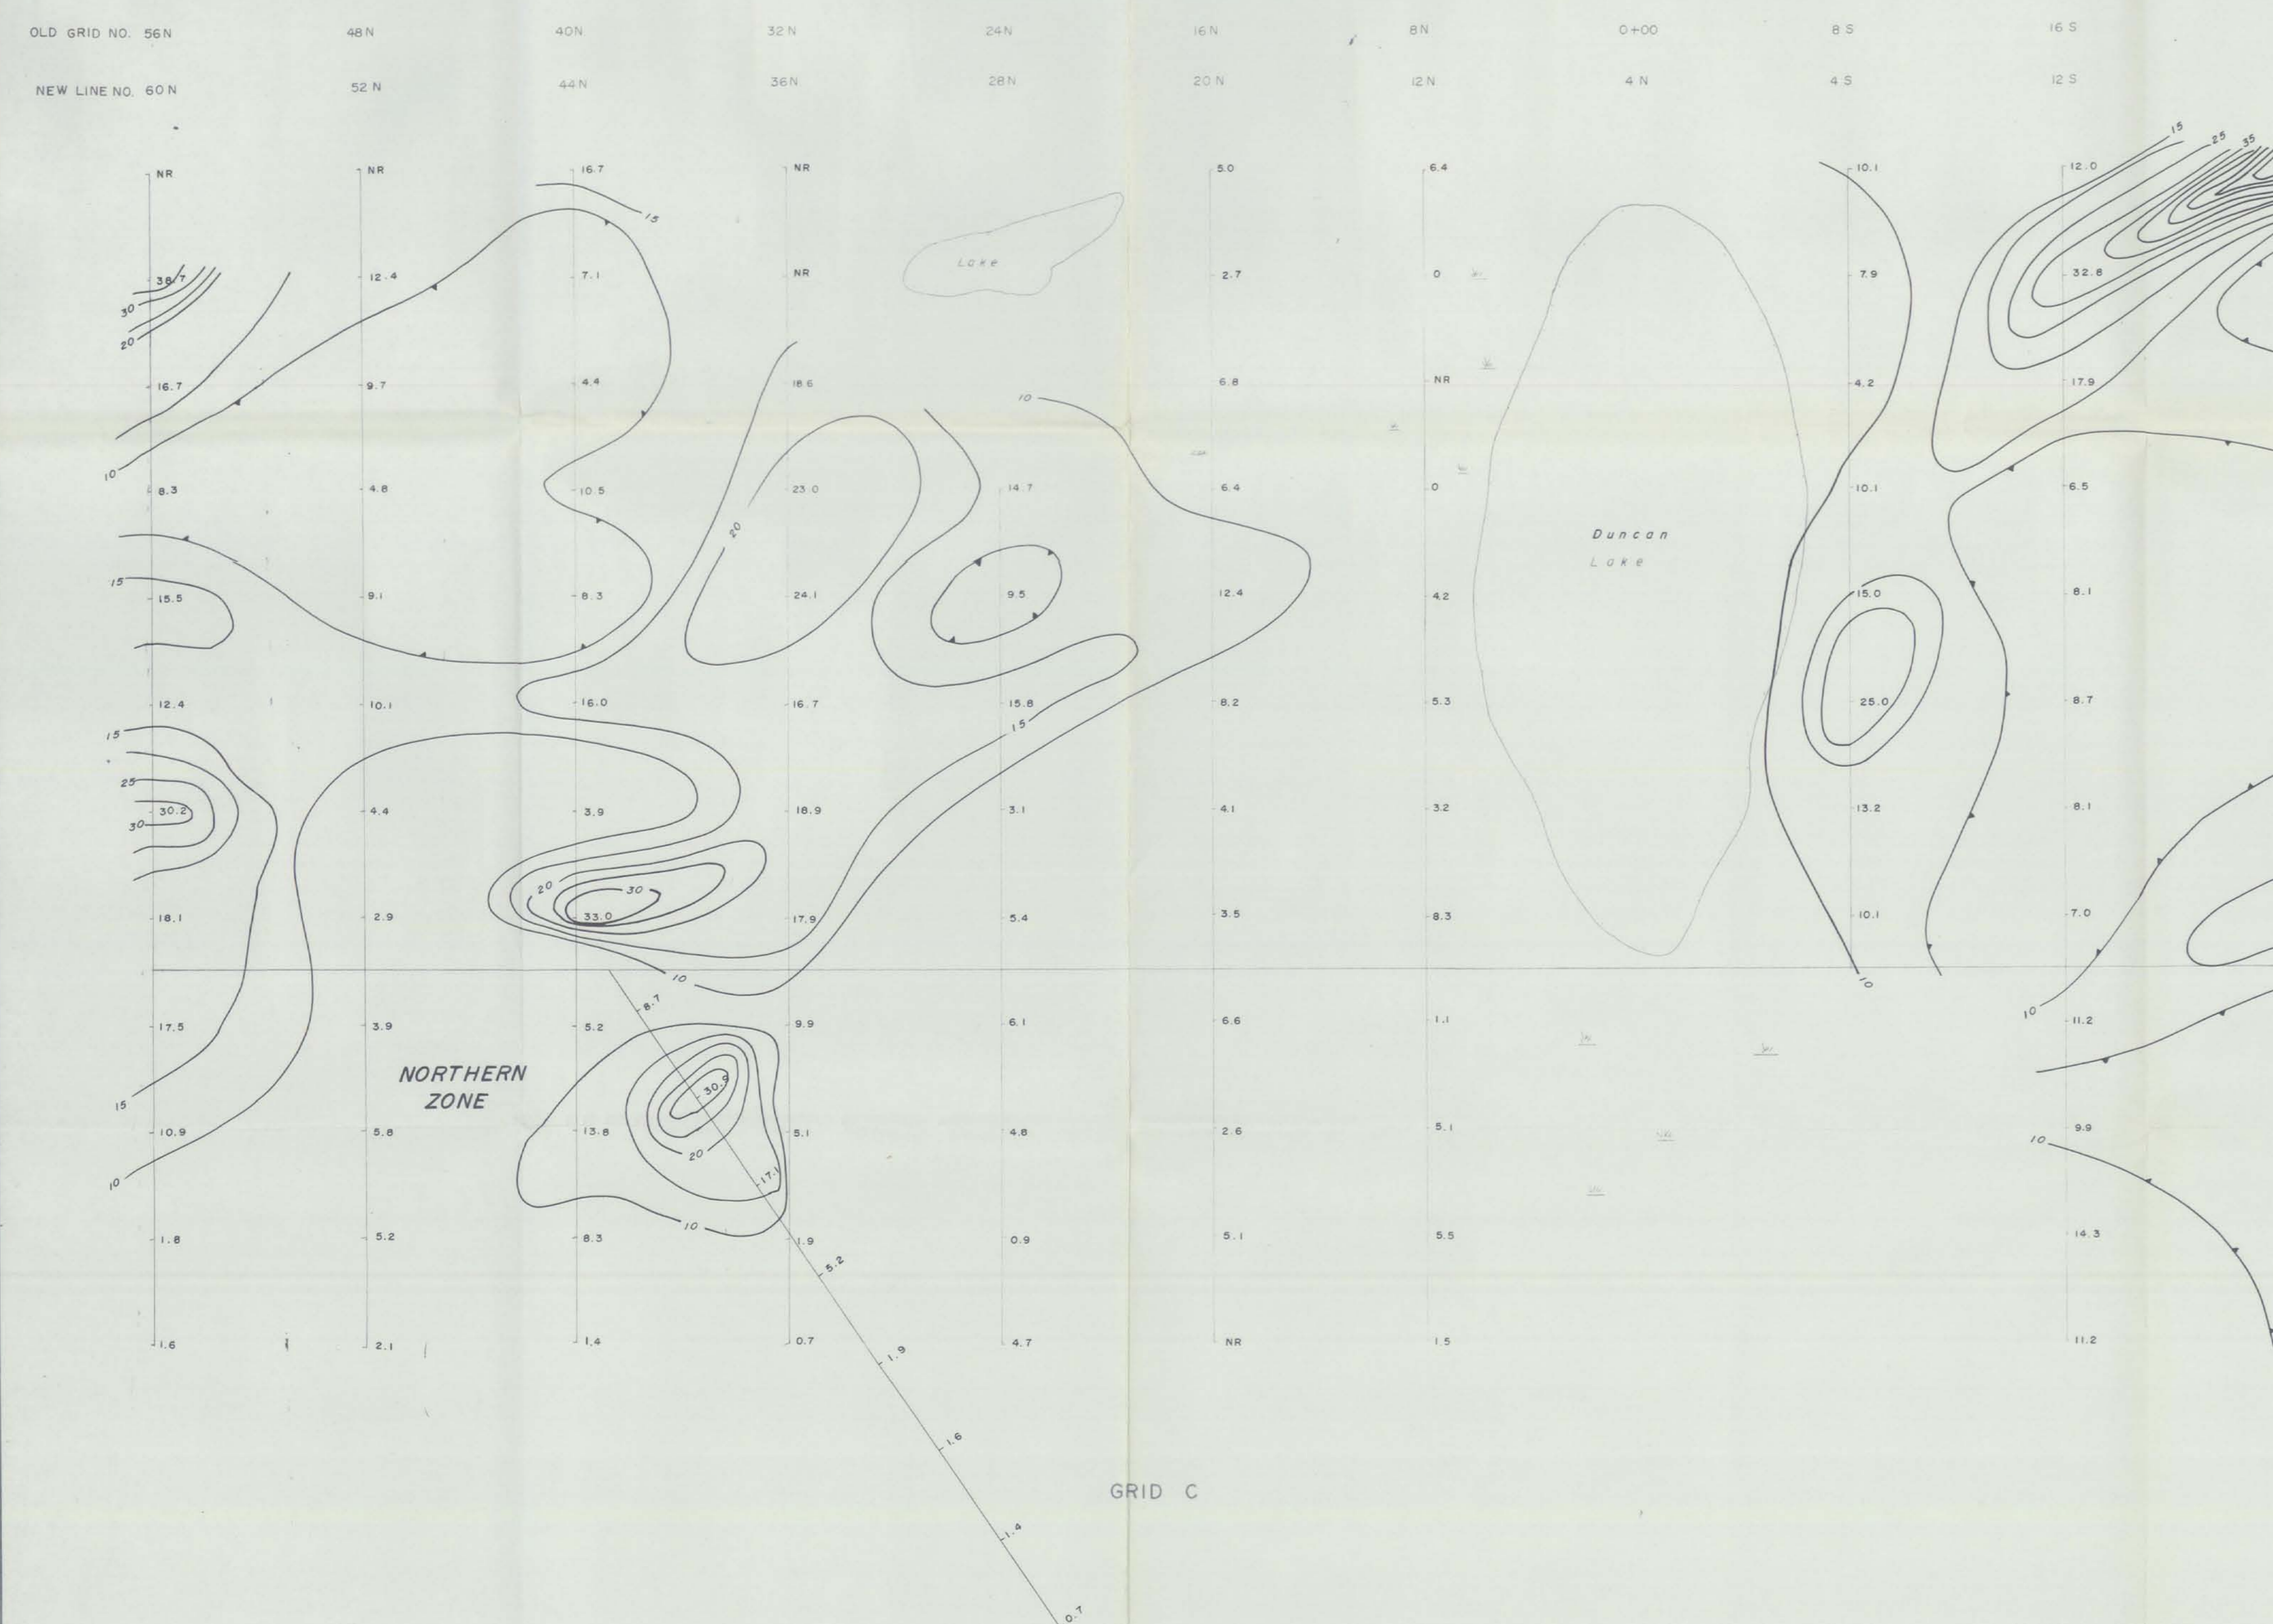 OLD GRID NO. 56N 48N 40N 32N 24N 16N 8N 0+00 8 S 16 S
NEW LINE NO. 60N 52N 44N 36N 28N 20N 12N 4N 4 S 12 S
15 25 35
NR NR 16.7 NR 5.0 6.4 10.1 12.0
15
Lake
38.7 12.4 7.1 NR 2.7 0 7.9 32.8
30
20
16.7 9.7 4.4 18.6 6.8 NR 4.2 17.9
10
10
8.3 4.8 10.5 23.0 14.7 6.4 0 10.1 6.5
20
Duncan
Lake
15
15.5 9.1 8.3 24.1 9.5 12.4 4.2 15.0 8.1
12.4 10.1 16.0 16.7 15.8 8.2 5.3 25.0 8.7
15
15
25
30.2 4.4 3.9 18.9 3.1 4.1 3.2 13.2 8.1
30
20 30
18.1 2.9 33.0 17.9 5.4 3.5 8.3 10.1 7.0
10
10
8.7
10
17.5 3.9 5.2 9.9 6.1 6.6 1.1 11.2
NORTHERN
ZONE
30.9
15
10.9 5.8 13.8 5.1 4.8 2.6 5.1 9.9
10
20
17.1
10
10
1.8 5.2 8.3 1.9 0.9 5.1 5.5 14.3
5.2
1.6 2.1 1.4 0.7 4.7 NR 1.5 11.2
1.9
1.6
GRID C
1.4
0.7